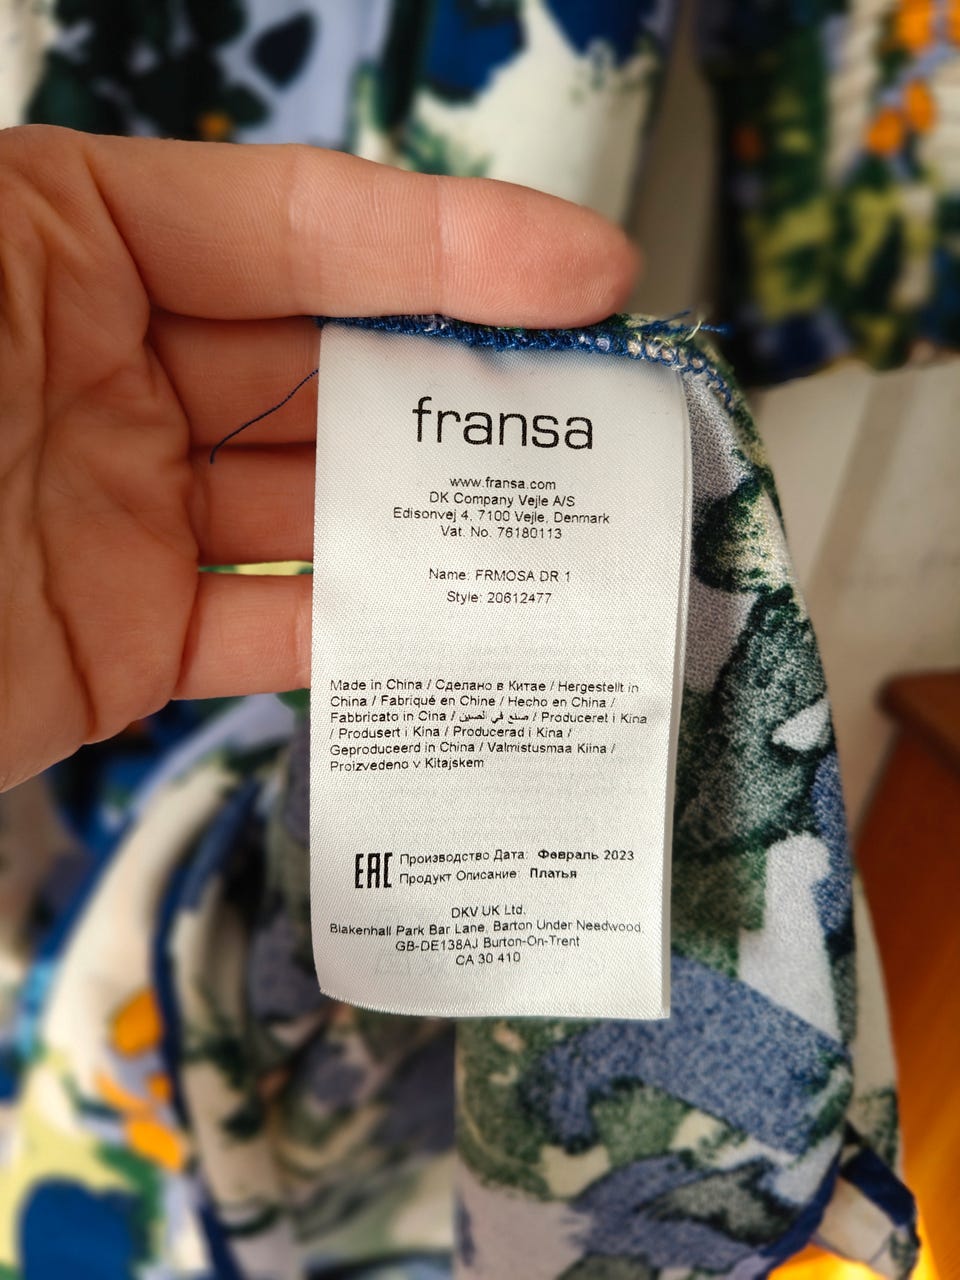 fransa
www.fransa.com
DK Company Vejle A/S
Edisonvej 4, 7100 Vejle, Denmark
Vat. No. 76180113
Name: FRMOSA DR 1
Style: 20612477
Made in China / Сделано в Китае / Hergestellt in
China / Fabriqué en Chine / Hecho en China /
Fabbricato in Cina / صنع في الصين / Produceret i Kina
/ Produsert i Kina / Producerad i Kina /
Geproduceerd in China / Valmistusmaa Kiina /
Proizvedeno v Kitajskem
EAC Производство Дата: Февраль 2023
Продукт Описание: Платья
DKV UK Ltd.
Blakenhall Park Bar Lane, Barton Under Needwood,
GB-DE138AJ Burton-On-Trent
CA 30 410